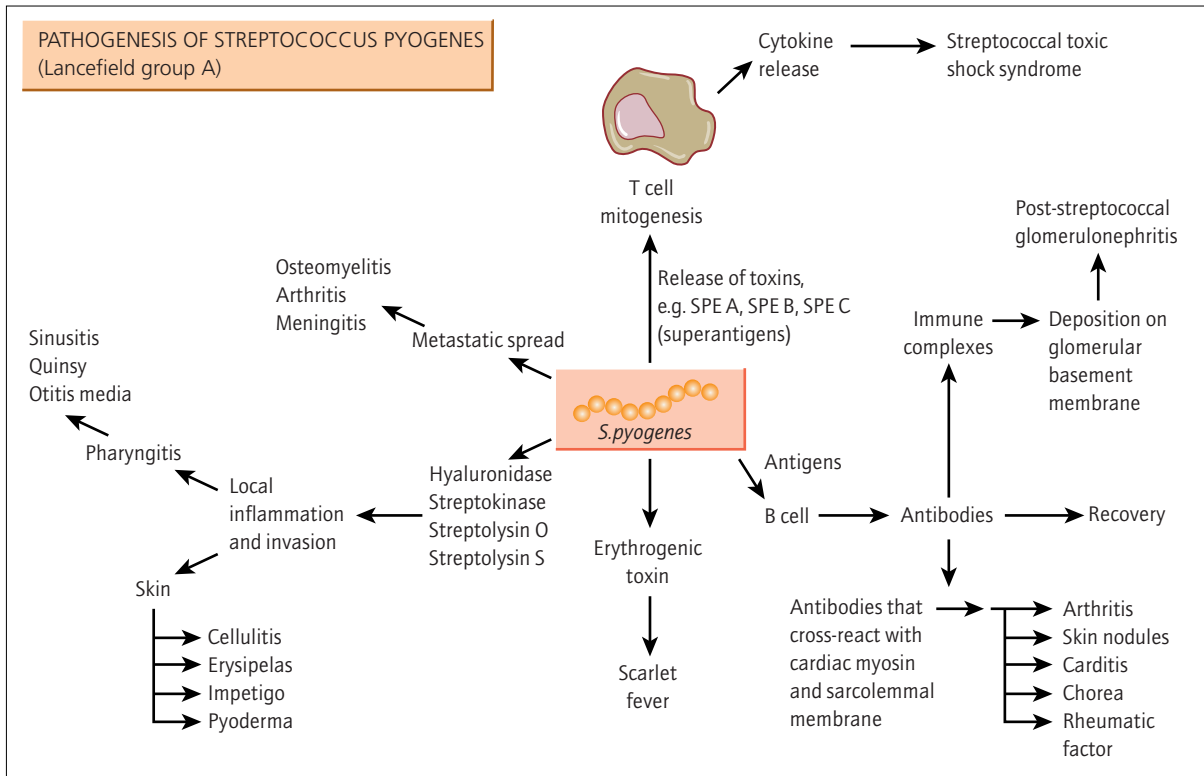 PATHOGENESIS OF STREPTOCOCCUS PYOGENES
(Lancefield group A)
Cytokine
release
Streptococcal toxic
shock syndrome
T cell
mitogenesis
Release of toxins,
e.g. SPE A, SPE B, SPE C
(superantigens)
Post-streptococcal
glomerulonephritis
Immune
complexes
Deposition on
glomerular
basement
membrane
Osteomyelitis
Arthritis
Meningitis
Metastatic spread
Sinusitis
Quinsy
Otitis media
Pharyngitis
S.pyogenes
Hyaluronidase
Streptokinase
Streptolysin O
Streptolysin S
Local
inflammation
and invasion
Skin
Cellulitis
Erysipelas
Impetigo
Pyoderma
Erythrogenic
toxin
Scarlet
fever
Antigens
B cell
Antibodies
Recovery
Antibodies that
cross-react with
cardiac myosin
and sarcolemmal
membrane
Arthritis
Skin nodules
Carditis
Chorea
Rheumatic
factor